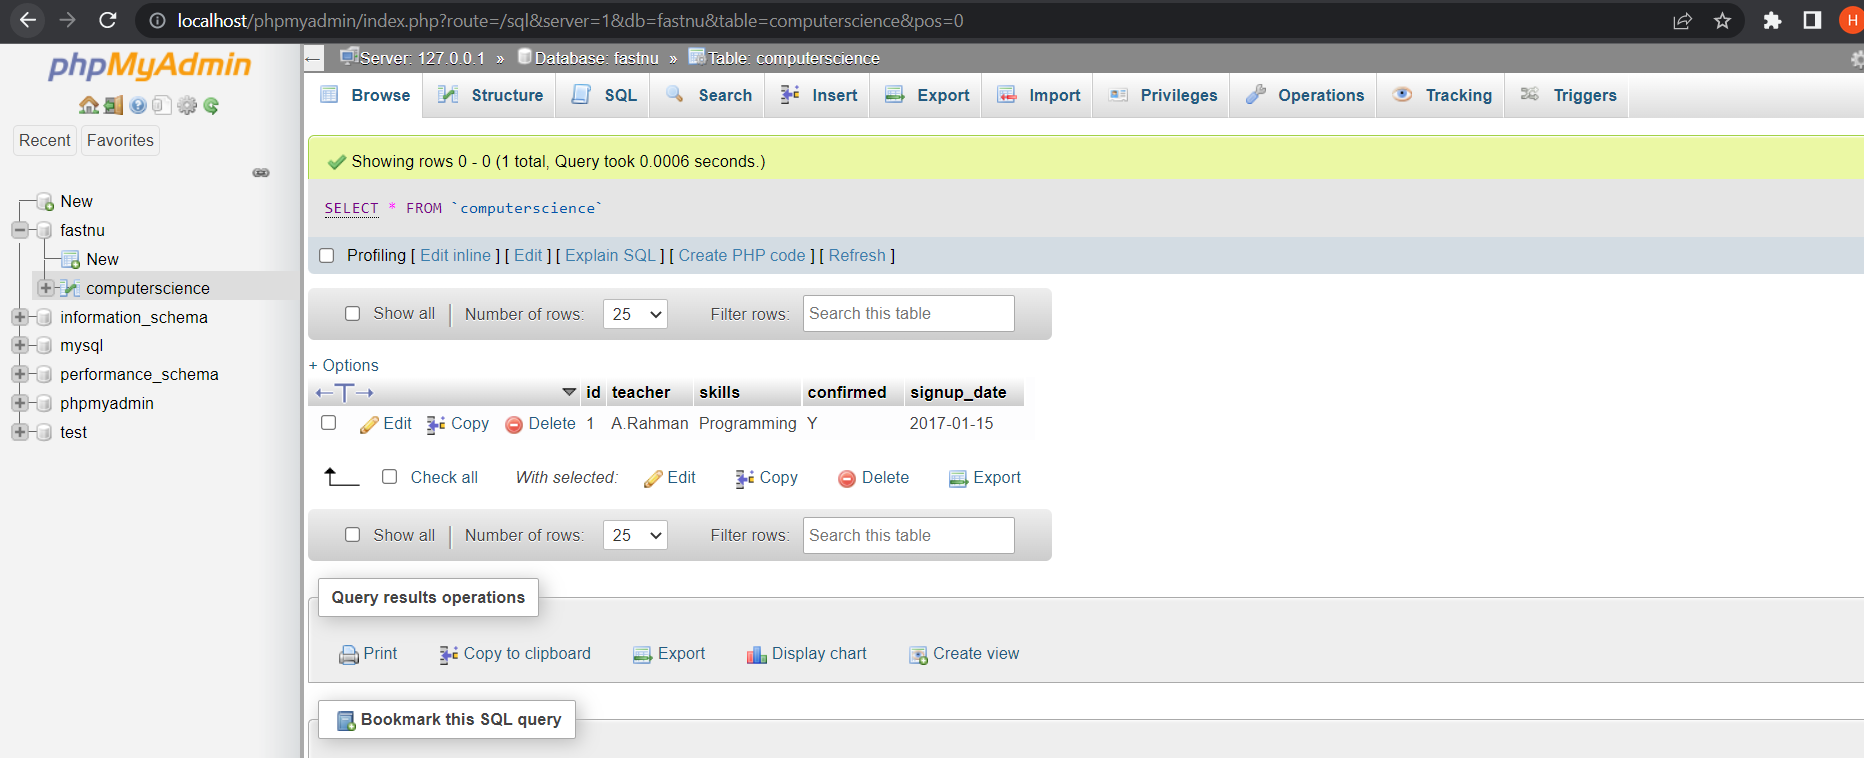 localhost/phpmyadmin/index.php?route=/sql&server=1&db=fastnu&table=computerscience&pos=0
H
phpMyAdmin
Recent Favorites
New
fastnu
New
computerscience
information_schema
mysql
performance_schema
phpmyadmin
test
← Server: 127.0.0.1 » Database: fastnu » Table: computerscience
Browse Structure SQL Search Insert Export Import Privileges Operations Tracking Triggers
Showing rows 0 - 0 (1 total, Query took 0.0006 seconds.)
SELECT * FROM `computerscience`
Profiling [ Edit inline ] [ Edit ] [ Explain SQL ] [ Create PHP code ] [ Refresh ]
Show all | Number of rows: 25 Filter rows: Search this table
+ Options
←T→ id teacher skills confirmed signup_date
Edit Copy Delete 1 A.Rahman Programming Y 2017-01-15
Check all With selected: Edit Copy Delete Export
Show all | Number of rows: 25 Filter rows: Search this table
Query results operations
Print Copy to clipboard Export Display chart Create view
Bookmark this SQL query